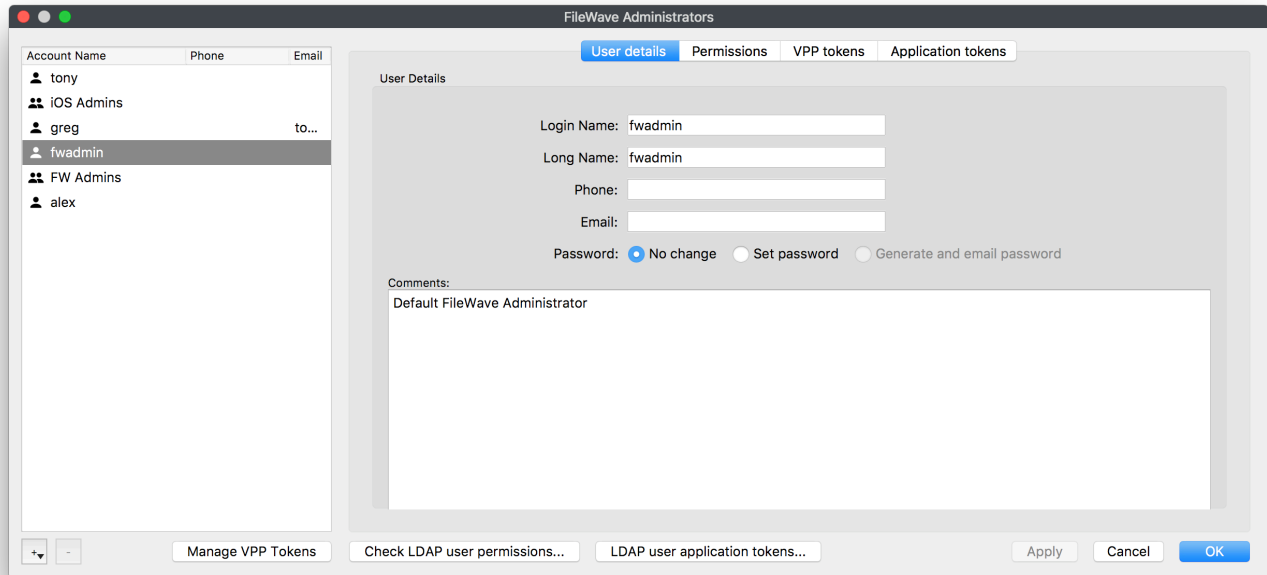 FileWave Administrators
Account Name Phone Email
tony
iOS Admins
greg to...
fwadmin
FW Admins
alex
User details Permissions VPP tokens Application tokens
User Details
Login Name: fwadmin
Long Name: fwadmin
Phone:
Email:
Password: No change Set password Generate and email password
Comments:
Default FileWave Administrator
+ - Manage VPP Tokens Check LDAP user permissions... LDAP user application tokens... Apply Cancel OK